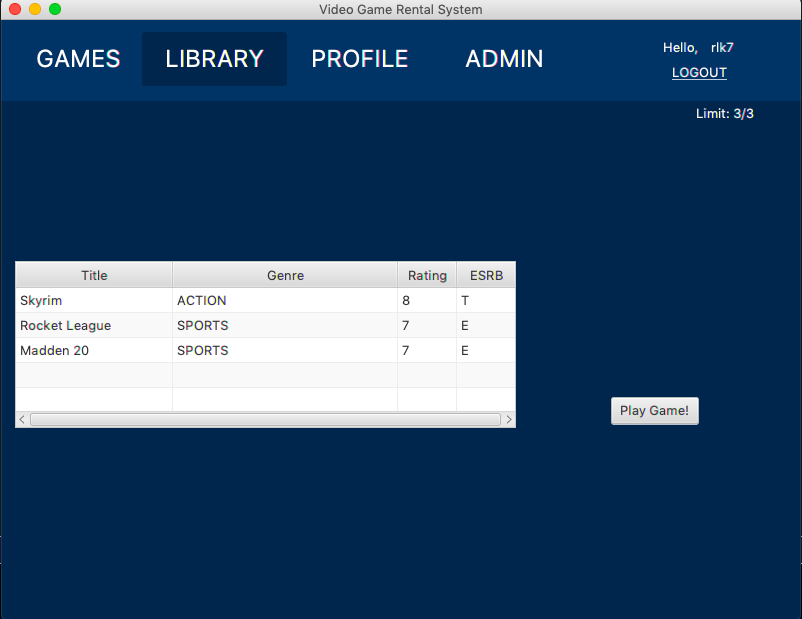 Video Game Rental System
GAMES LIBRARY PROFILE ADMIN
Hello, rlk7
LOGOUT
Limit: 3/3
Title Genre Rating ESRB
Skyrim ACTION 8 T
Rocket League SPORTS 7 E
Madden 20 SPORTS 7 E
Play Game!